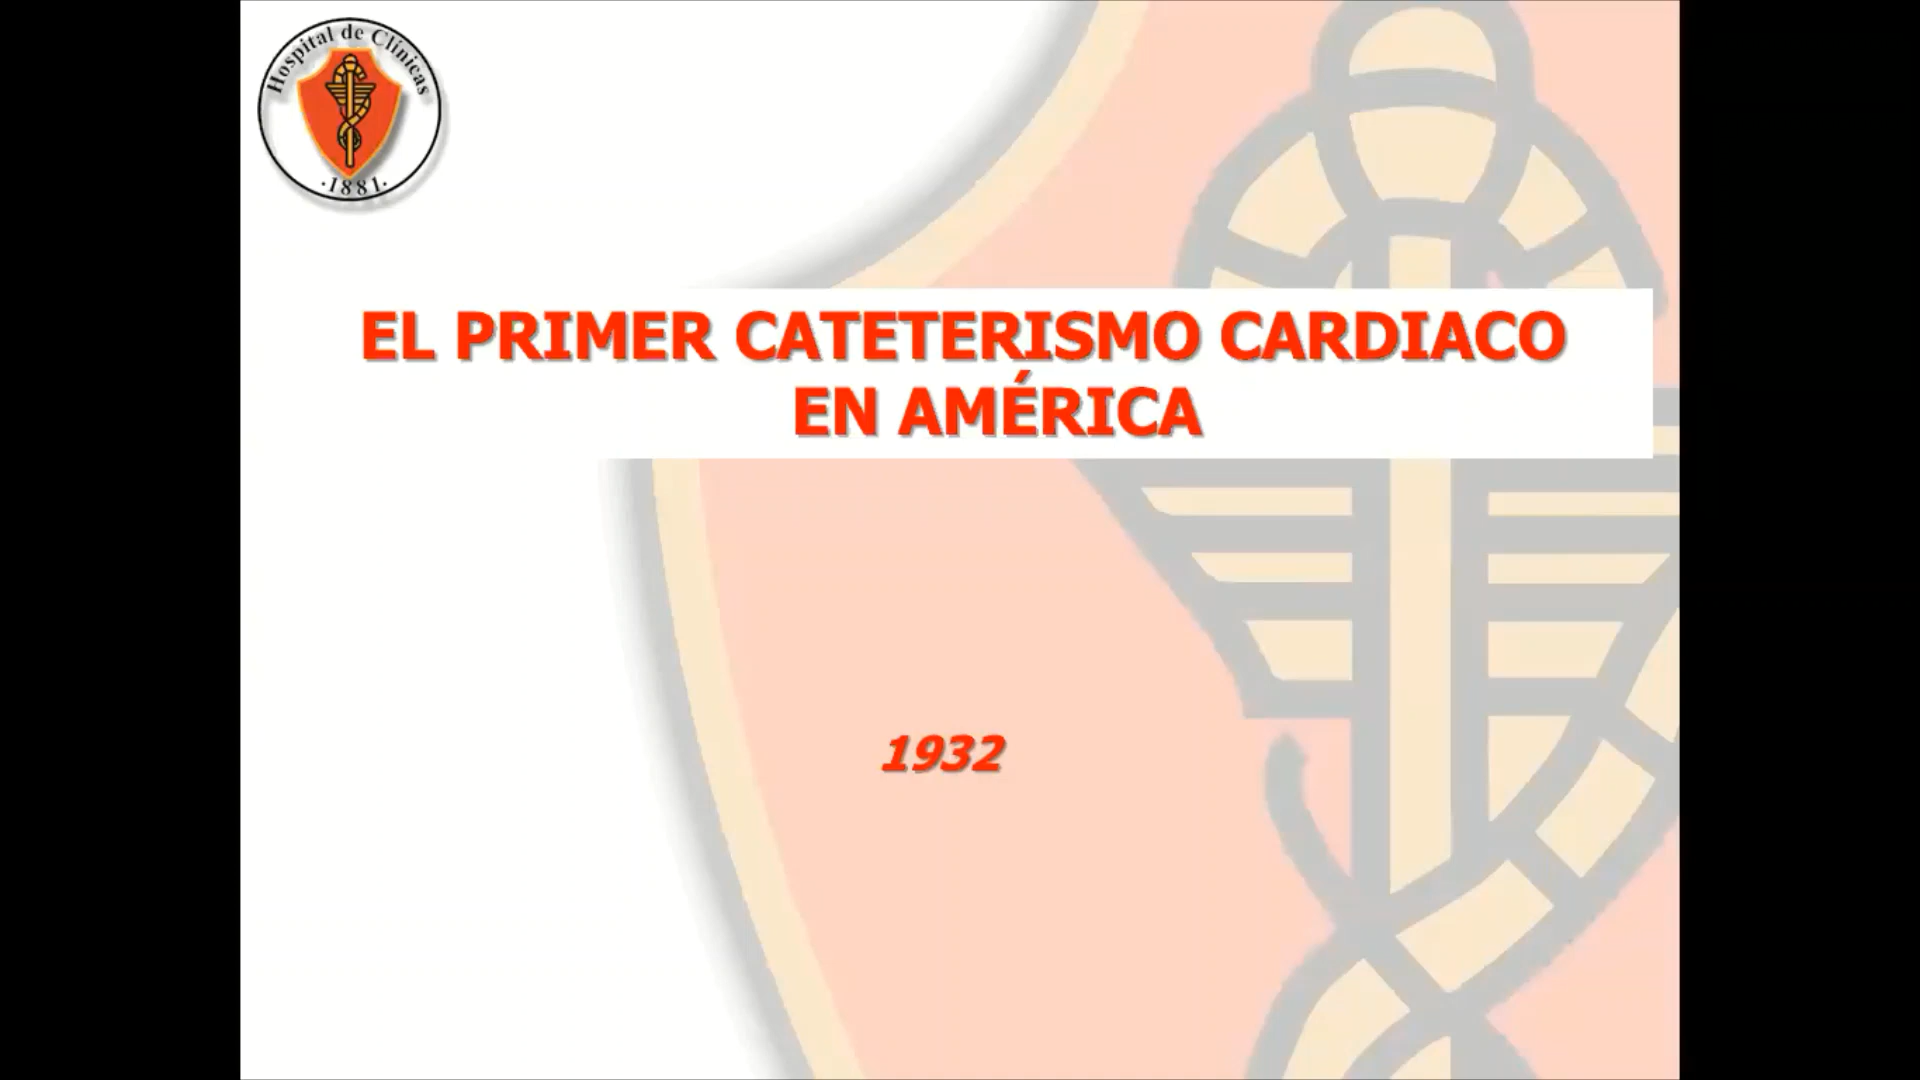 Hospital de Clínicas
·1881·
EL PRIMER CATETERISMO CARDIACO
EN AMÉRICA
1932